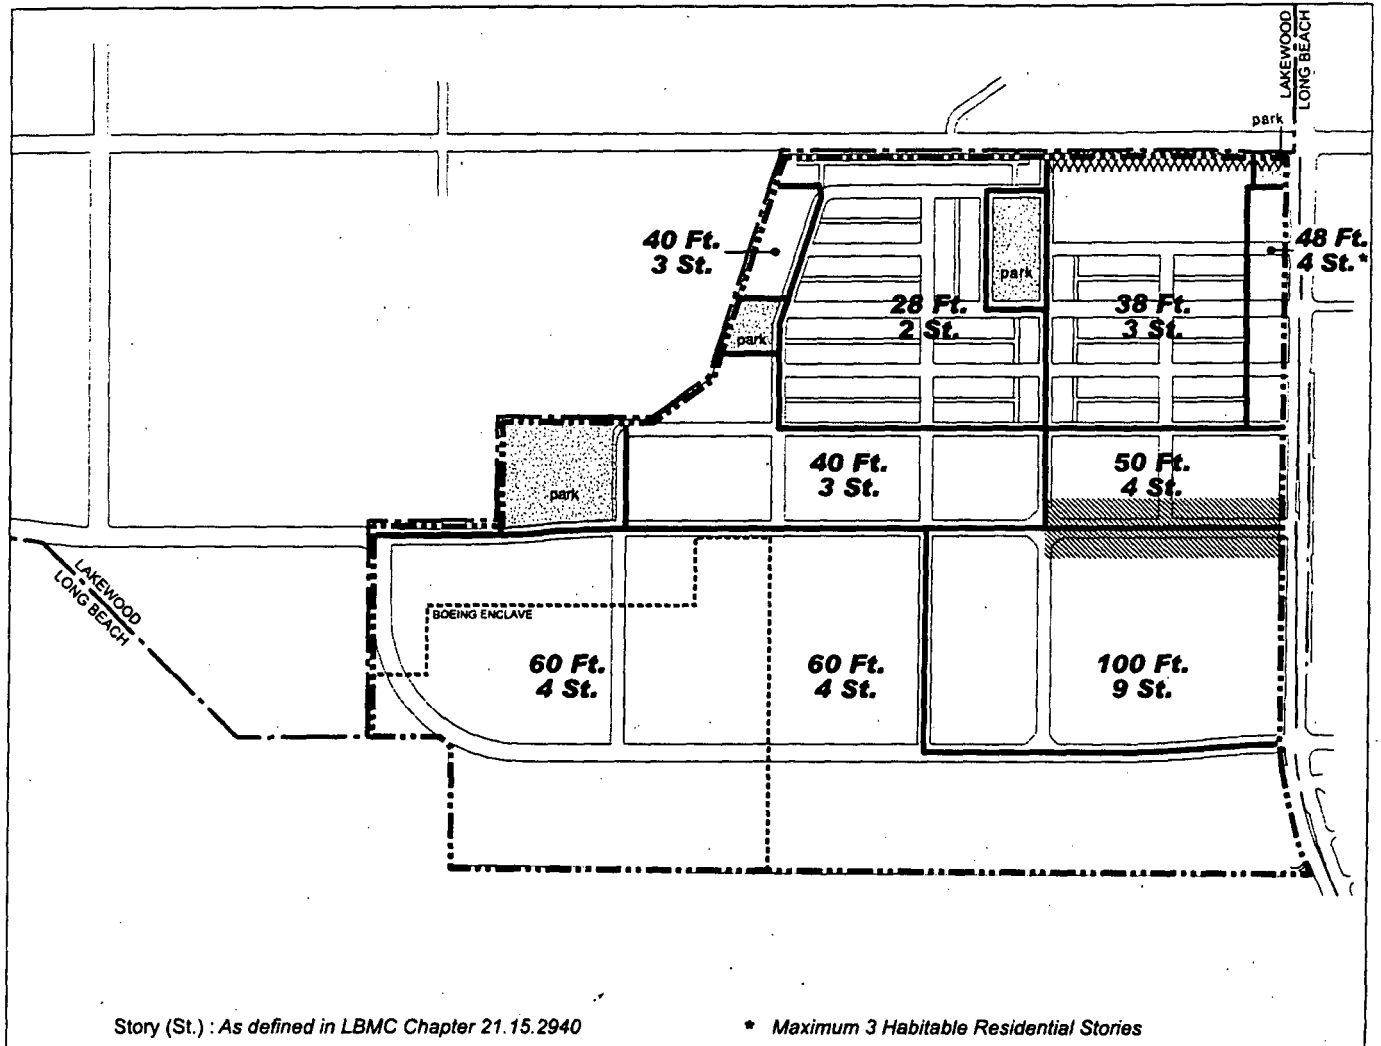 LAKEWOOD
LONG BEACH
park
40 Ft.
3 St.
48 Ft.
4 St.*
park
28 Ft.
2 St.
38 Ft.
3 St.
park
40 Ft.
3 St.
50 Ft.
4 St.
park
LAKEWOOD
LONG BEACH
BOEING ENCLAVE
60 Ft.
4 St.
60 Ft.
4 St.
100 Ft.
9 St.
Story (St.) : As defined in LBMC Chapter 21.15.2940
* Maximum 3 Habitable Residential Stories